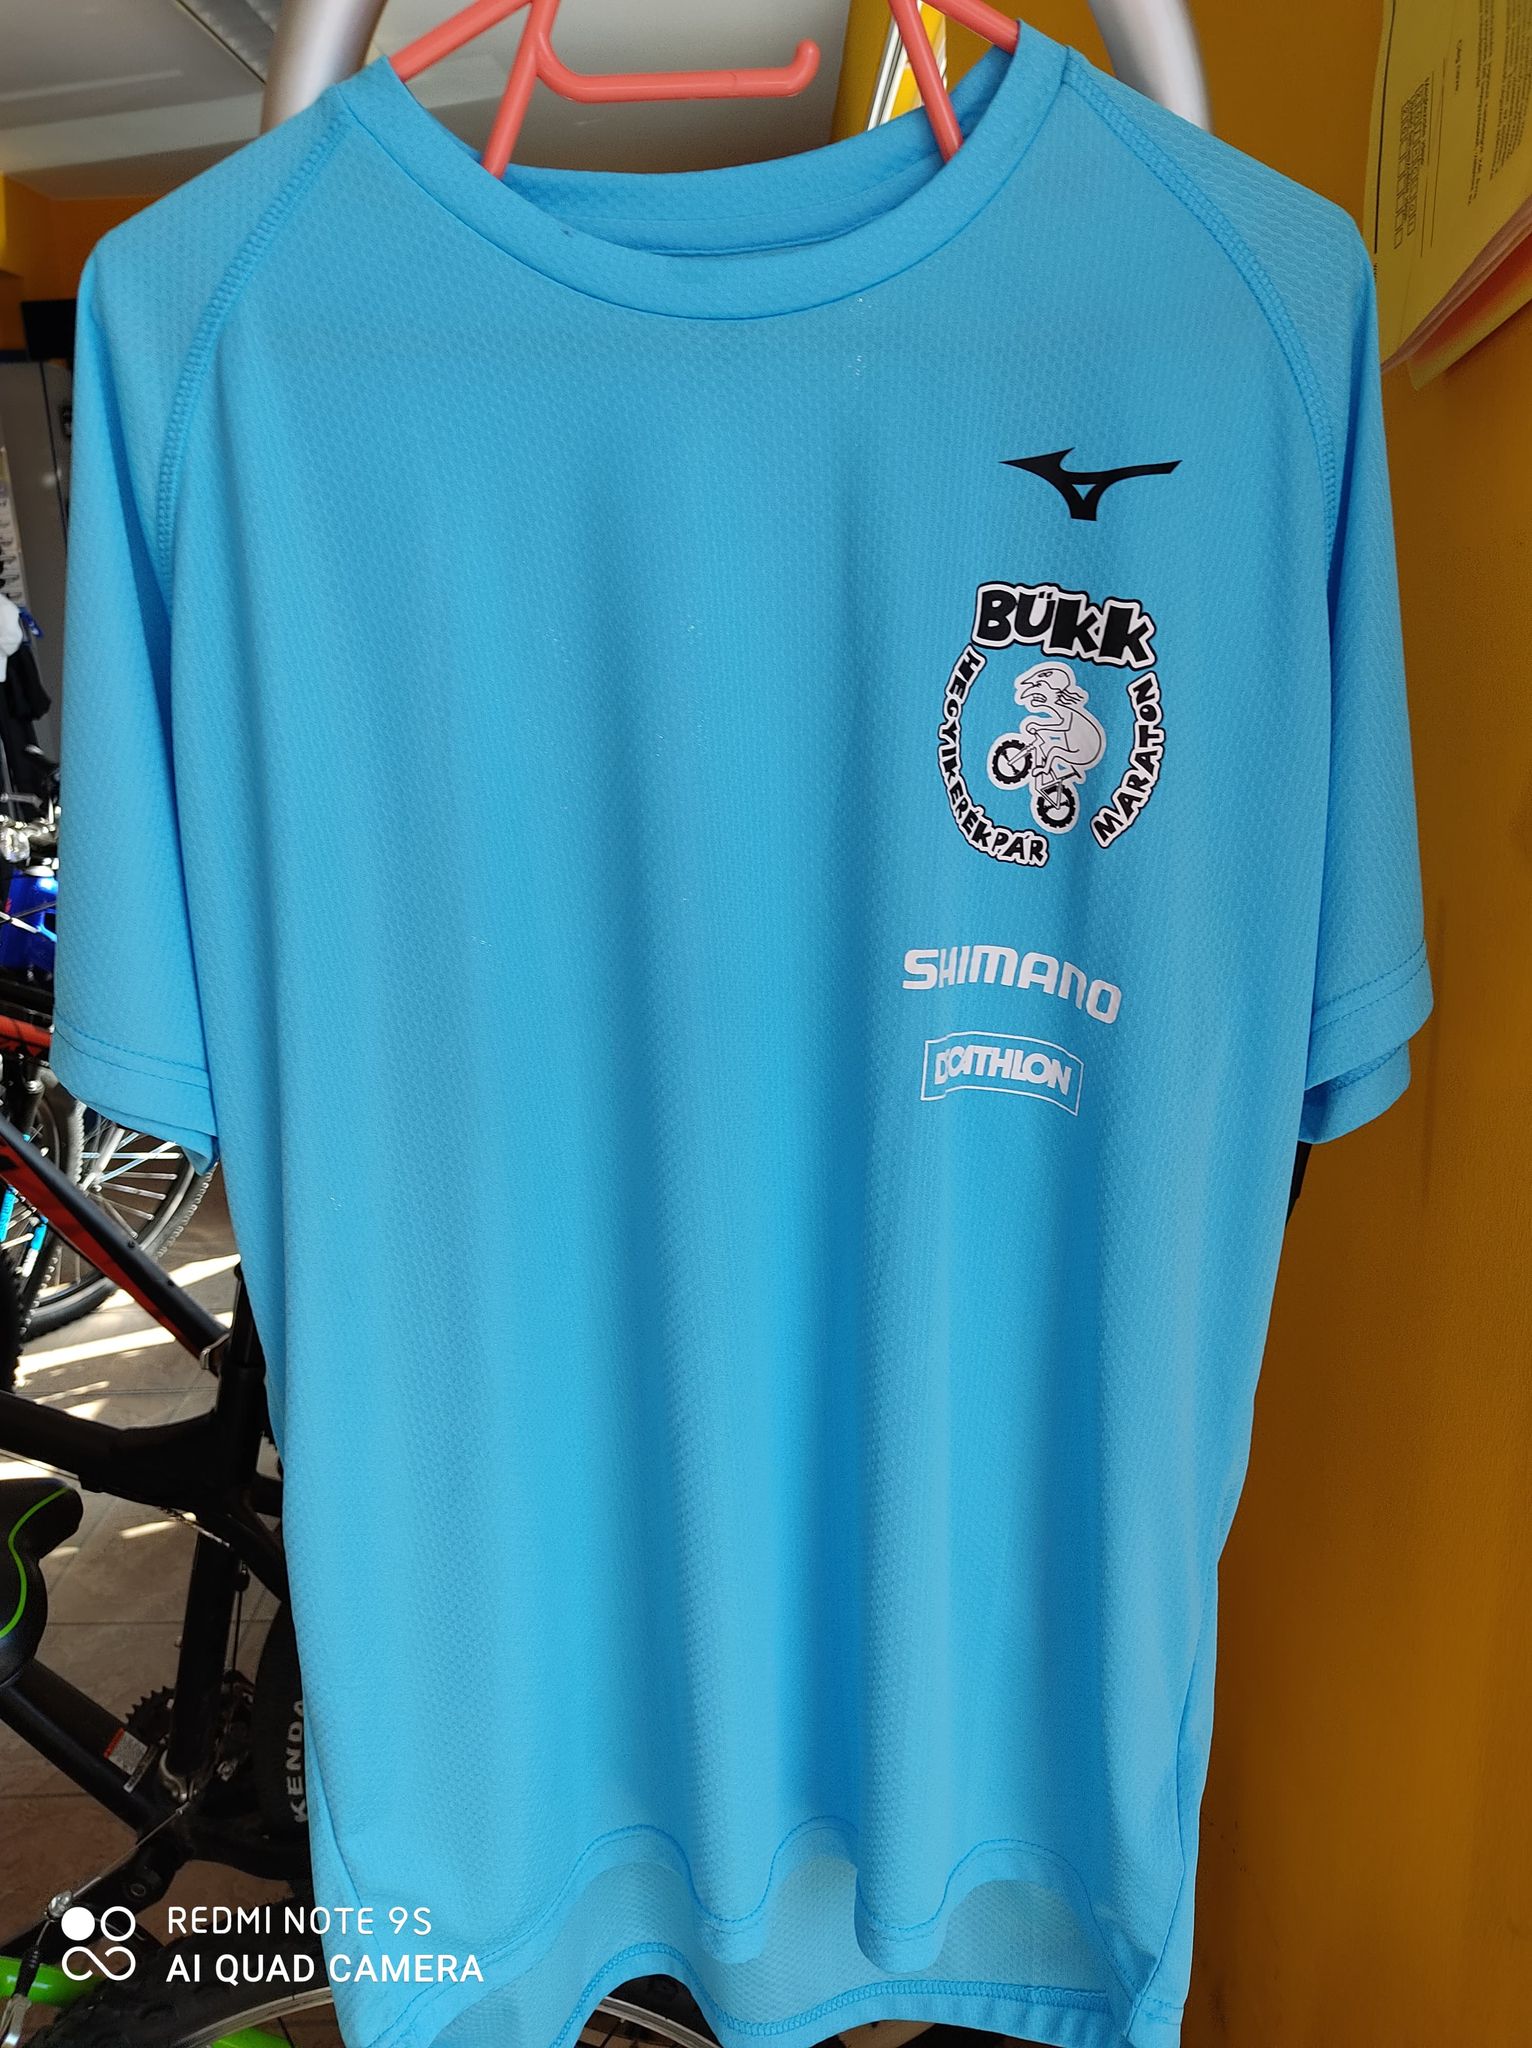 BÜKK
HEGYIKERÉKPÁR
MARATON
SHIMANO
DECATHLON
KENDA
REDMI NOTE 9S
AI QUAD CAMERA